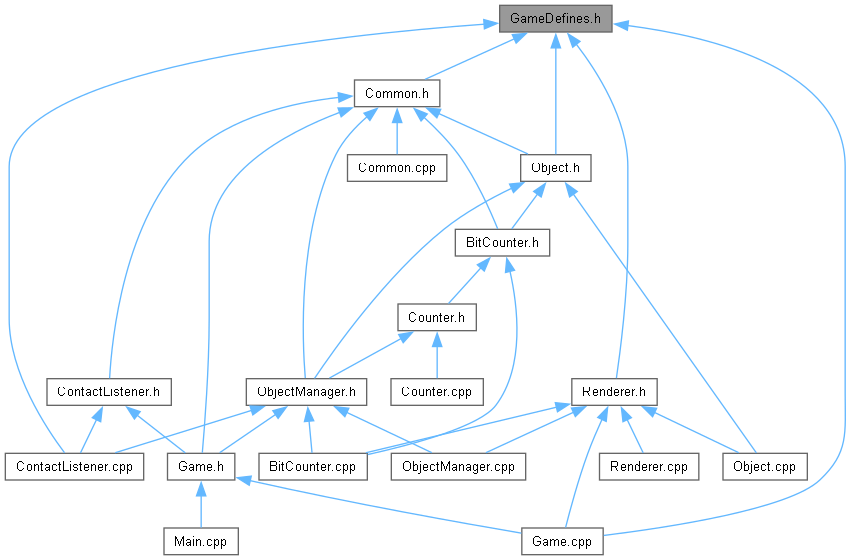 GameDefines.h
Common.h
Common.cpp
Object.h
BitCounter.h
Counter.h
ContactListener.h
ObjectManager.h
Counter.cpp
Renderer.h
ContactListener.cpp
Game.h
BitCounter.cpp
ObjectManager.cpp
Renderer.cpp
Object.cpp
Main.cpp
Game.cpp